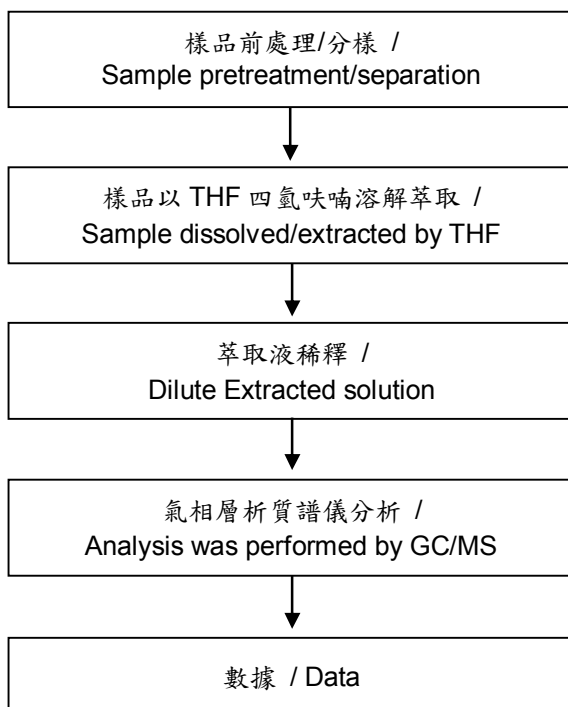 樣品前處理/分樣 /
Sample pretreatment/separation
樣品以 THF 四氫呋喃溶解萃取 /
Sample dissolved/extracted by THF
萃取液稀釋 /
Dilute Extracted solution
氣相層析質譜儀分析 /
Analysis was performed by GC/MS
數據 / Data